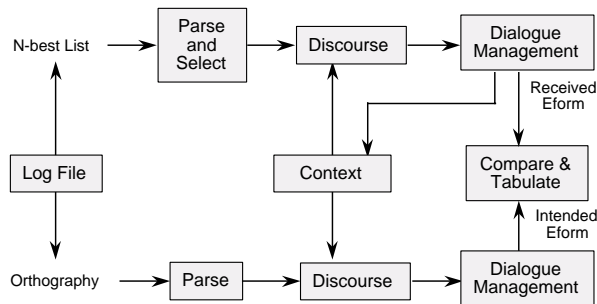 N-best List
Parse
and
Select
Discourse
Dialogue
Management
Received
Eform
Log File
Context
Compare &
Tabulate
Intended
Eform
Orthography
Parse
Discourse
Dialogue
Management